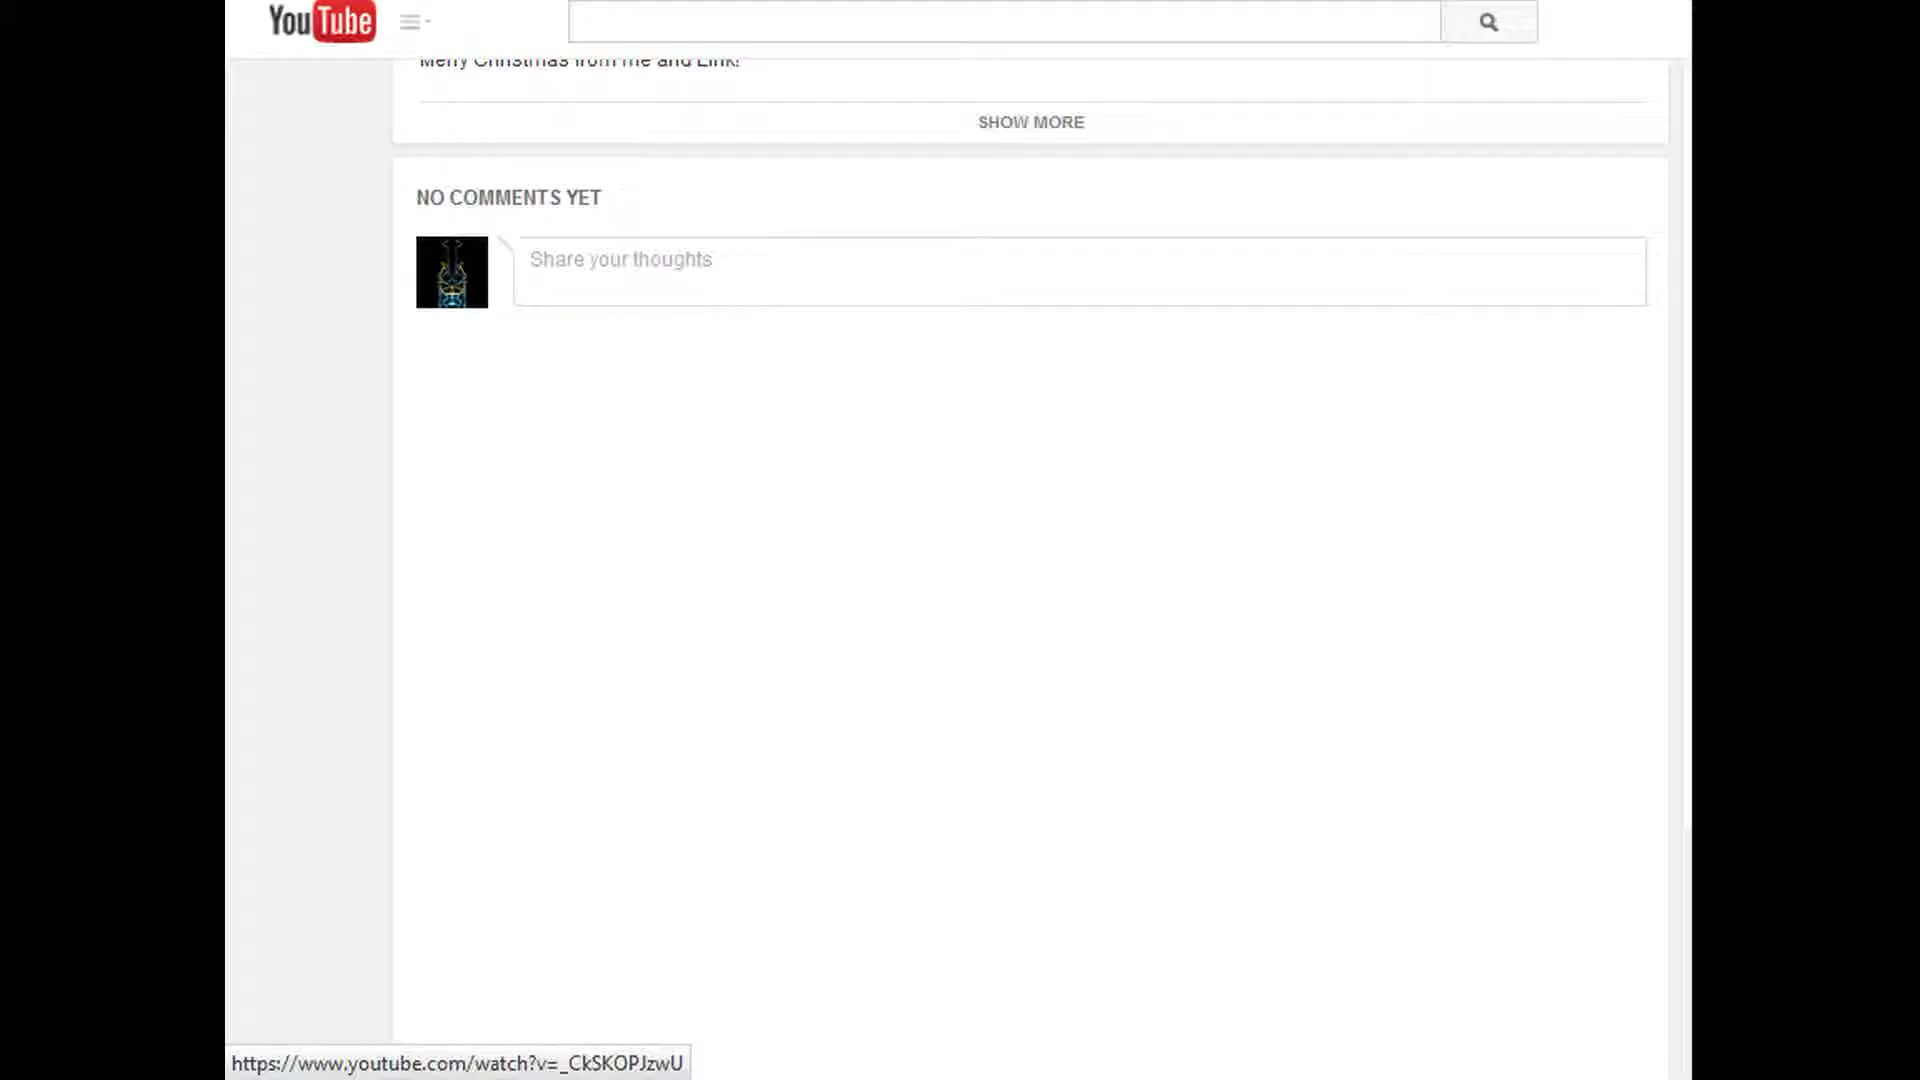 YouTube
Merry Christmas from me and Link!
SHOW MORE
NO COMMENTS YET
Share your thoughts
https://www.youtube.com/watch?v=_CkSKOPJzwU